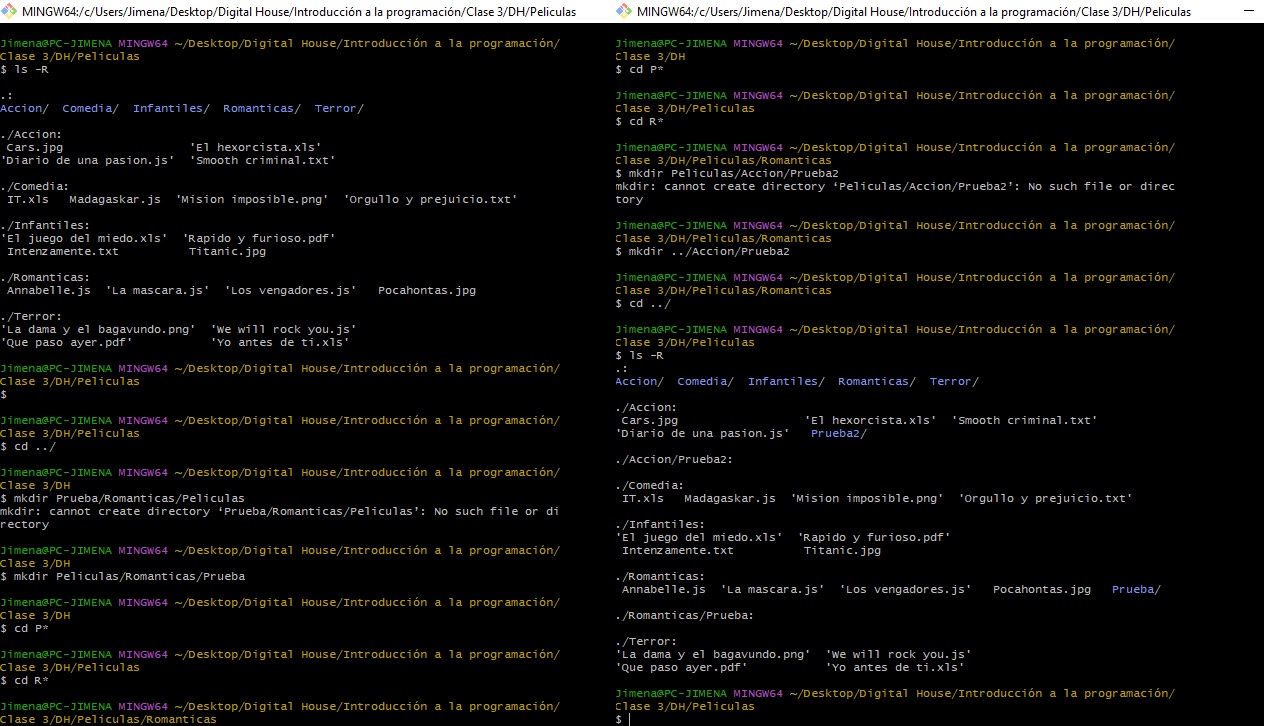 MINGW64:/c/Users/Jimena/Desktop/Digital House/Introducción a la programación/Clase 3/DH/Peliculas
Jimena@PC-JIMENA MINGW64 ~/Desktop/Digital House/Introducción a la programación/
Clase 3/DH/Peliculas
$ ls -R
.:
Accion/  Comedia/  Infantiles/  Romanticas/  Terror/
./Accion:
 Cars.jpg                  'El hexorcista.xls'
'Diario de una pasion.js'  'Smooth criminal.txt'
./Comedia:
 IT.xls   Madagaskar.js  'Mision imposible.png'  'Orgullo y prejuicio.txt'
./Infantiles:
'El juego del miedo.xls'  'Rapido y furioso.pdf'
 Intenzamente.txt          Titanic.jpg
./Romanticas:
 Annabelle.js  'La mascara.js'  'Los vengadores.js'   Pocahontas.jpg
./Terror:
'La dama y el bagavundo.png'  'We will rock you.js'
'Que paso ayer.pdf'           'Yo antes de ti.xls'
Jimena@PC-JIMENA MINGW64 ~/Desktop/Digital House/Introducción a la programación/
Clase 3/DH/Peliculas
$
Jimena@PC-JIMENA MINGW64 ~/Desktop/Digital House/Introducción a la programación/
Clase 3/DH/Peliculas
$ cd ../
Jimena@PC-JIMENA MINGW64 ~/Desktop/Digital House/Introducción a la programación/
Clase 3/DH
$ mkdir Prueba/Romanticas/Peliculas
mkdir: cannot create directory ‘Prueba/Romanticas/Peliculas’: No such file or di
rectory
Jimena@PC-JIMENA MINGW64 ~/Desktop/Digital House/Introducción a la programación/
Clase 3/DH
$ mkdir Peliculas/Romanticas/Prueba
Jimena@PC-JIMENA MINGW64 ~/Desktop/Digital House/Introducción a la programación/
Clase 3/DH
$ cd P*
Jimena@PC-JIMENA MINGW64 ~/Desktop/Digital House/Introducción a la programación/
Clase 3/DH/Peliculas
$ cd R*
Jimena@PC-JIMENA MINGW64 ~/Desktop/Digital House/Introducción a la programación/
Clase 3/DH/Peliculas/Romanticas
MINGW64:/c/Users/Jimena/Desktop/Digital House/Introducción a la programación/Clase 3/DH/Peliculas
Jimena@PC-JIMENA MINGW64 ~/Desktop/Digital House/Introducción a la programación/
Clase 3/DH
$ cd P*
Jimena@PC-JIMENA MINGW64 ~/Desktop/Digital House/Introducción a la programación/
Clase 3/DH/Peliculas
$ cd R*
Jimena@PC-JIMENA MINGW64 ~/Desktop/Digital House/Introducción a la programación/
Clase 3/DH/Peliculas/Romanticas
$ mkdir Peliculas/Accion/Prueba2
mkdir: cannot create directory ‘Peliculas/Accion/Prueba2’: No such file or direc
tory
Jimena@PC-JIMENA MINGW64 ~/Desktop/Digital House/Introducción a la programación/
Clase 3/DH/Peliculas/Romanticas
$ mkdir ../Accion/Prueba2
Jimena@PC-JIMENA MINGW64 ~/Desktop/Digital House/Introducción a la programación/
Clase 3/DH/Peliculas/Romanticas
$ cd ../
Jimena@PC-JIMENA MINGW64 ~/Desktop/Digital House/Introducción a la programación/
Clase 3/DH/Peliculas
$ ls -R
.:
Accion/  Comedia/  Infantiles/  Romanticas/  Terror/
./Accion:
 Cars.jpg                  'El hexorcista.xls'  'Smooth criminal.txt'
'Diario de una pasion.js'   Prueba2/
./Accion/Prueba2:
./Comedia:
 IT.xls   Madagaskar.js  'Mision imposible.png'  'Orgullo y prejuicio.txt'
./Infantiles:
'El juego del miedo.xls'  'Rapido y furioso.pdf'
 Intenzamente.txt          Titanic.jpg
./Romanticas:
 Annabelle.js  'La mascara.js'  'Los vengadores.js'   Pocahontas.jpg   Prueba/
./Romanticas/Prueba:
./Terror:
'La dama y el bagavundo.png'  'We will rock you.js'
'Que paso ayer.pdf'           'Yo antes de ti.xls'
Jimena@PC-JIMENA MINGW64 ~/Desktop/Digital House/Introducción a la programación/
Clase 3/DH/Peliculas
$